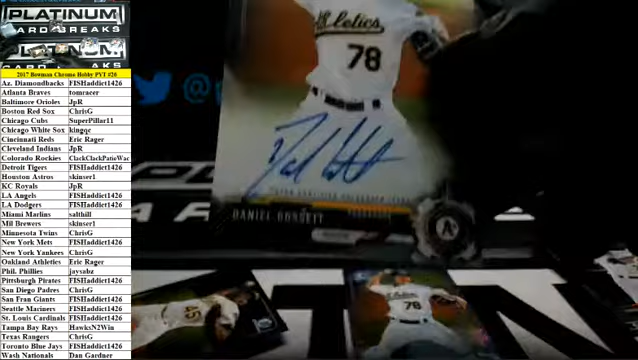 PLATINUM
ARD BREAKS
2017 Bowman Chrome Hobby PYT #20
Az. Diamondbacks FISHaddict1426
Atlanta Braves tomracer
Baltimore Orioles JpR
Boston Red Sox ChrisG
Chicago Cubs SuperPillar11
Chicago White Sox kingqc
Cincinnati Reds Eric Rager
Cleveland Indians JpR
Colorado Rockies ClackClackPatieWac
Detroit Tigers FISHaddict1426
Houston Astros skinser1
KC Royals JpR
LA Angels FISHaddict1426
LA Dodgers FISHaddict1426
Miami Marlins salthill
Mil Brewers skinser1
Minnesota Twins ChrisG
New York Mets FISHaddict1426
New York Yankees ChrisG
Oakland Athletics Eric Rager
Phil. Phillies jaysabz
Pittsburgh Pirates FISHaddict1426
San Diego Padres ChrisG
San Fran Giants FISHaddict1426
Seattle Mariners FISHaddict1426
St. Louis Cardinals FISHaddict1426
Tampa Bay Rays HawksN2Win
Texas Rangers ChrisG
Toronto Blue Jays FISHaddict1426
Wash Nationals Dan Gardner
thletics
78
DANIEL GOSSETT
A
78